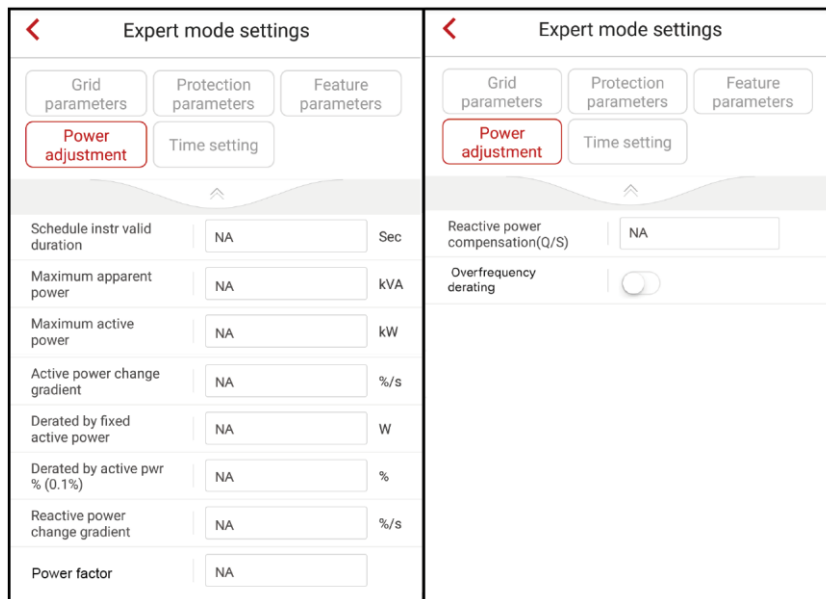 Expert mode settings
Grid
parameters
Protection
parameters
Feature
parameters
Power
adjustment
Time setting
Schedule instr valid
duration
NA
Sec
Maximum apparent
power
NA
kVA
Maximum active
power
NA
kW
Active power change
gradient
NA
%/s
Derated by fixed
active power
NA
W
Derated by active pwr
% (0.1%)
NA
%
Reactive power
change gradient
NA
%/s
Power factor
NA
Expert mode settings
Grid
parameters
Protection
parameters
Feature
parameters
Power
adjustment
Time setting
Reactive power
compensation(Q/S)
NA
Overfrequency
derating